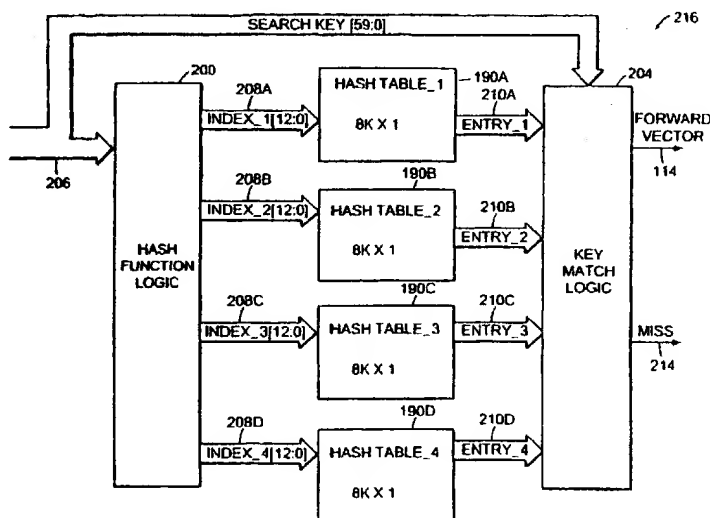 SEARCH KEY [59:0]
216
200
208A
INDEX_1[12:0]
HASH TABLE_1
8K X 1
190A
210A
ENTRY_1
204
FORWARD
VECTOR
114
206
HASH
FUNCTION
LOGIC
208B
INDEX_2[12:0]
190B
HASH TABLE_2
8K X 1
210B
ENTRY_2
KEY
MATCH
LOGIC
208C
INDEX_3[12:0]
190C
HASH TABLE_3
8K X 1
210C
ENTRY_3
MISS
214
208D
INDEX_4[12:0]
190D
HASH TABLE_4
8K X 1
210D
ENTRY_4